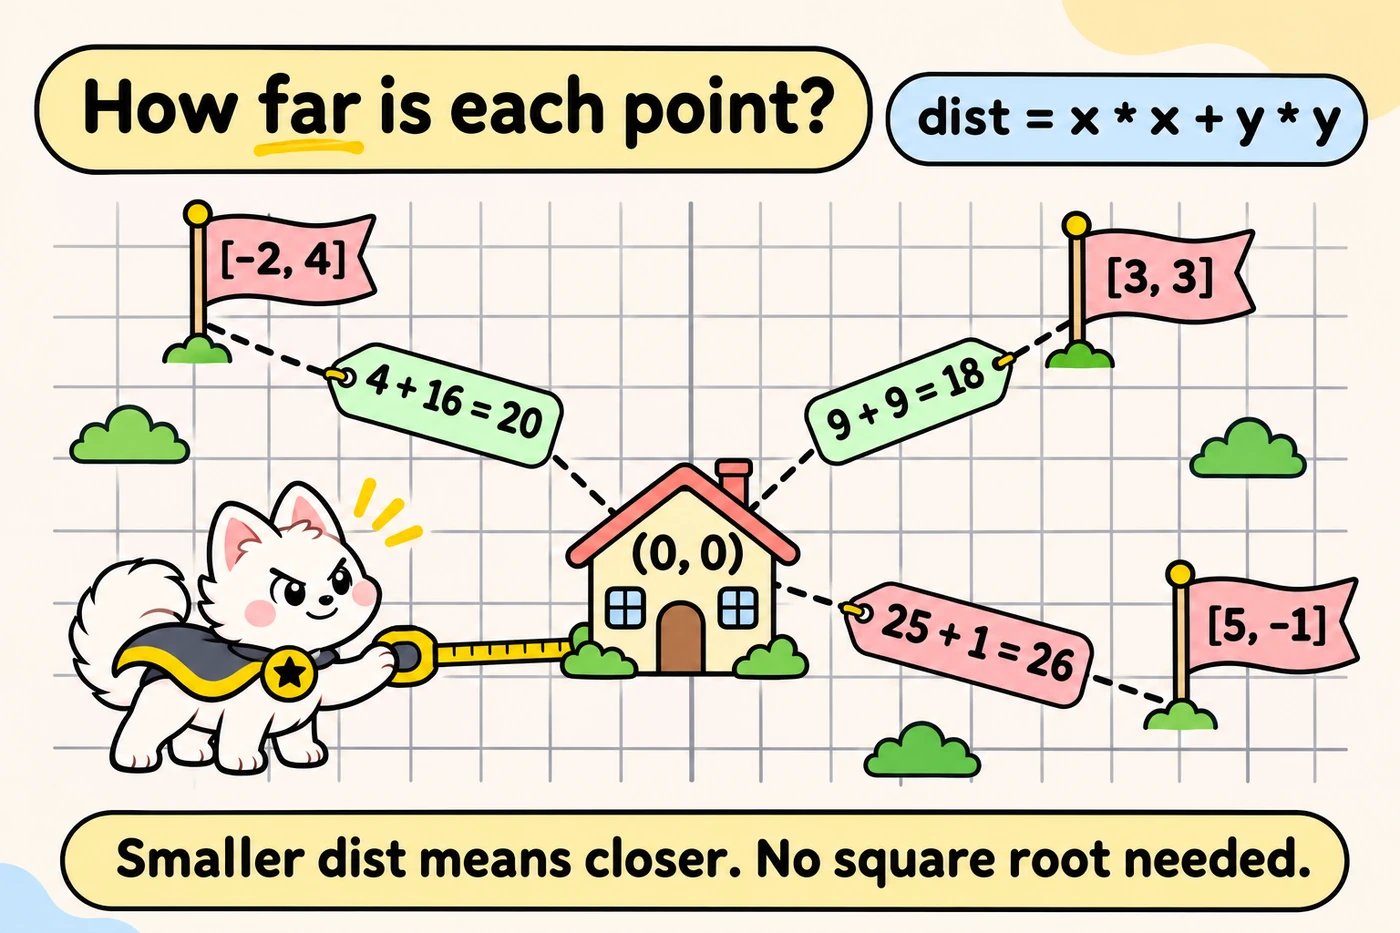 How far is each point?
dist = x * x + y * y
[-2, 4]
[3, 3]
4 + 16 = 20
9 + 9 = 18
(0, 0)
25 + 1 = 26
[5, -1]
Smaller dist means closer. No square root needed.